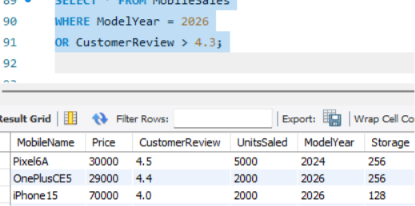 89 SELECT * FROM MobileSales
90 WHERE ModelYear = 2026
91 OR CustomerReview > 4.3;
92
Result Grid Filter Rows: Export: Wrap Cell Co
MobileName Price CustomerReview UnitsSaled ModelYear Storage
Pixel6A 30000 4.5 5000 2024 256
OnePlusCE5 29000 4.4 2000 2026 256
iPhone15 70000 4.0 2000 2026 128